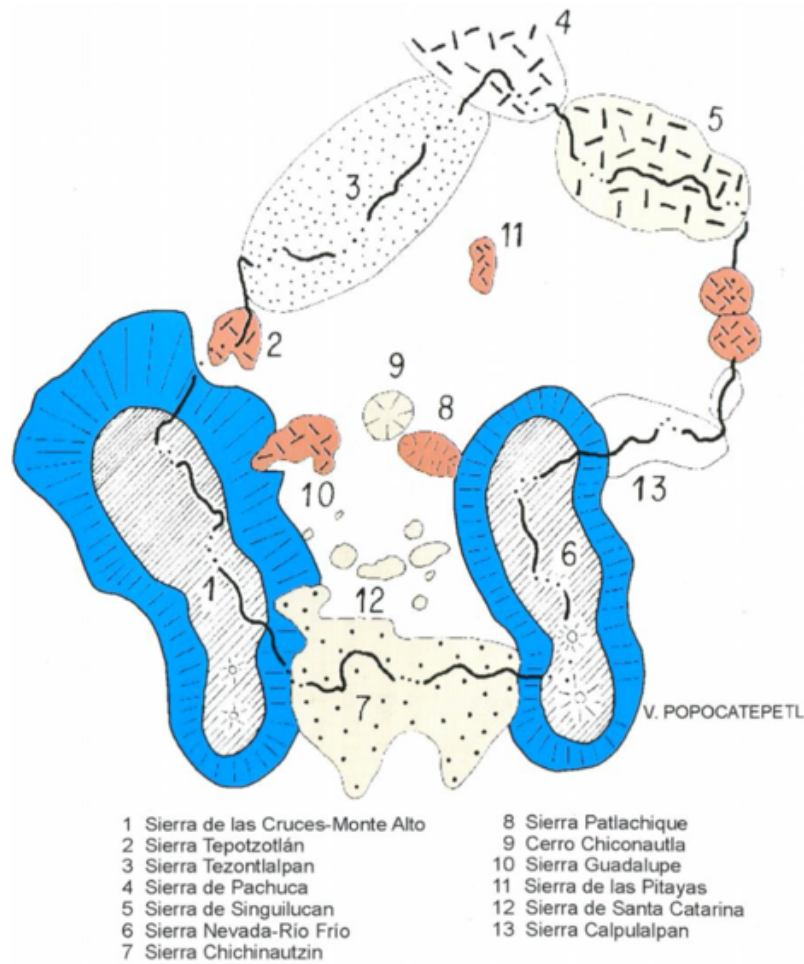 4
5
3
11
2
9
8
10
13
6
1
12
7
V. POPOCATEPETL
1 Sierra de las Cruces-Monte Alto
2 Sierra Tepotzotlán
3 Sierra Tezontlalpan
4 Sierra de Pachuca
5 Sierra de Singuilucan
6 Sierra Nevada-Río Frío
7 Sierra Chichinautzin
8 Sierra Patlachique
9 Cerro Chiconautla
10 Sierra Guadalupe
11 Sierra de las Pitayas
12 Sierra de Santa Catarina
13 Sierra Calpulalpan